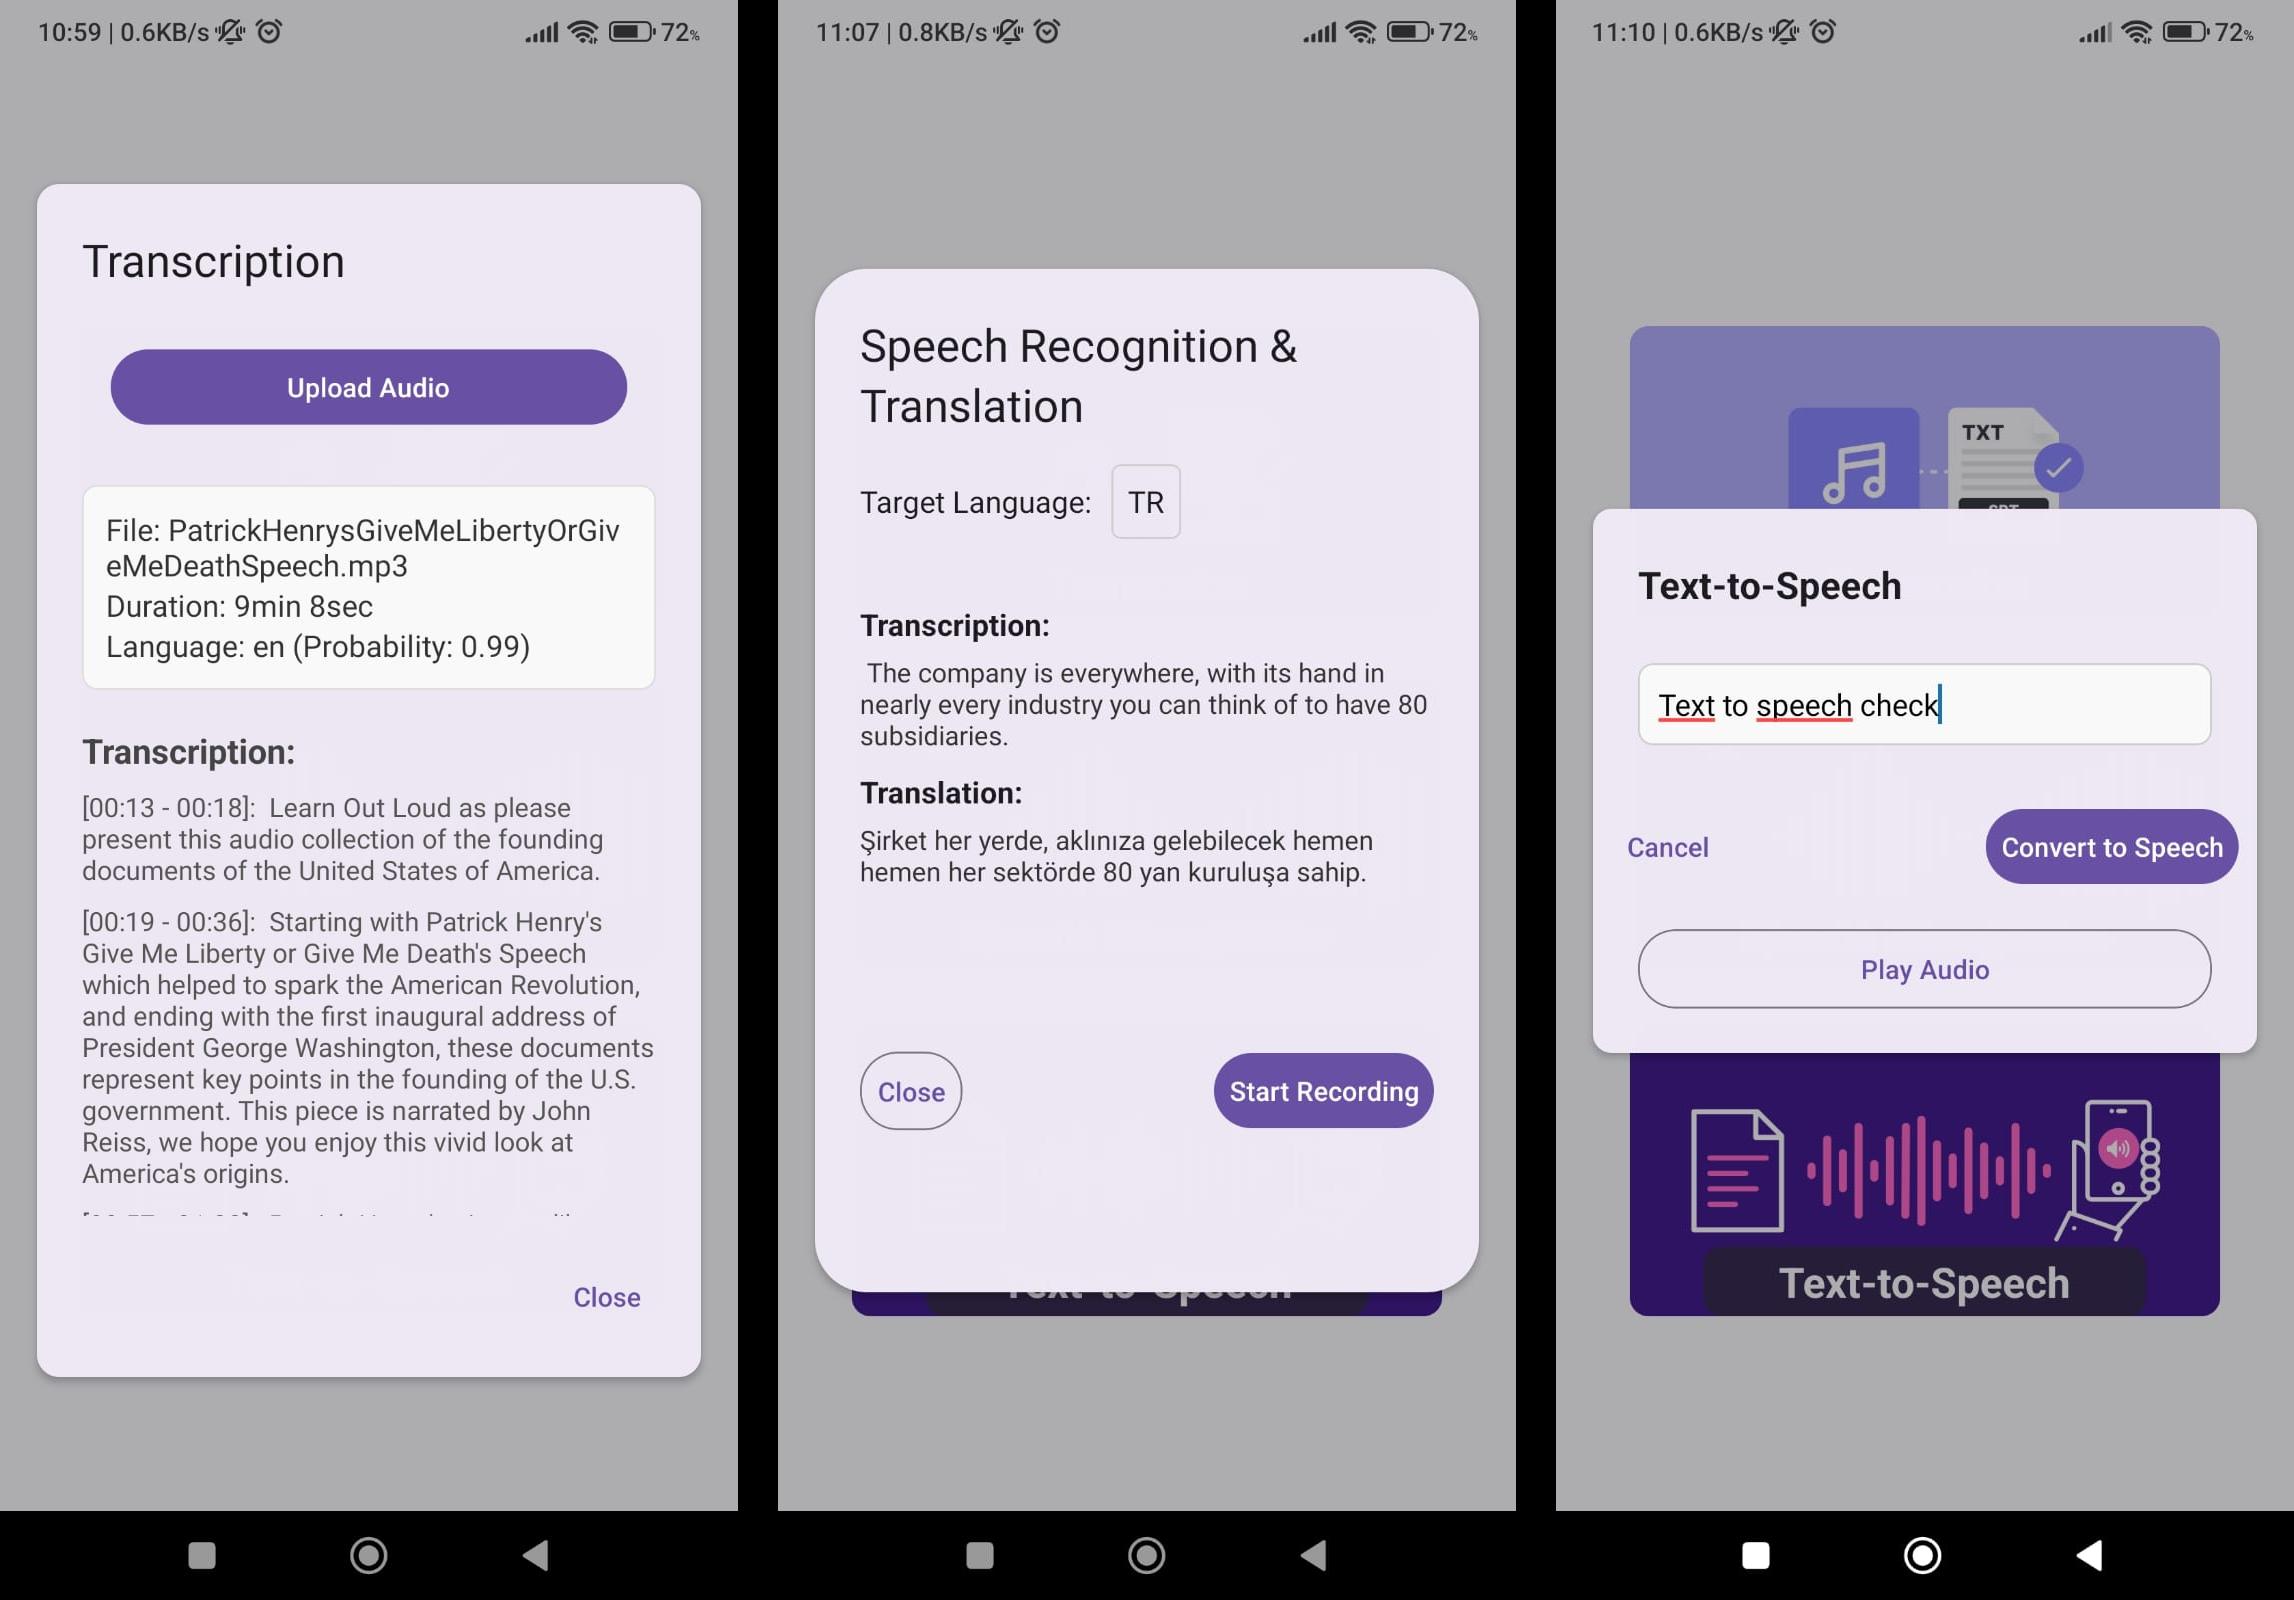 10:59 | 0.6KB/s
72%
Transcription
Upload Audio
File: PatrickHenrysGiveMeLibertyOrGiv
eMeDeathSpeech.mp3
Duration: 9min 8sec
Language: en (Probability: 0.99)
Transcription:
[00:13 - 00:18]: Learn Out Loud as please
present this audio collection of the founding
documents of the United States of America.
[00:19 - 00:36]: Starting with Patrick Henry's
Give Me Liberty or Give Me Death's Speech
which helped to spark the American Revolution,
and ending with the first inaugural address of
President George Washington, these documents
represent key points in the founding of the U.S.
government. This piece is narrated by John
Reiss, we hope you enjoy this vivid look at
America's origins.
Close
11:07 | 0.8KB/s
72%
Speech Recognition &
Translation
Target Language:
TR
Transcription:
The company is everywhere, with its hand in
nearly every industry you can think of to have 80
subsidiaries.
Translation:
Şirket her yerde, aklınıza gelebilecek hemen
hemen her sektörde 80 yan kuruluşa sahip.
Close
Start Recording
Text-to-Speech
11:10 | 0.6KB/s
72%
TXT
Text-to-Speech
Text to speech check
Cancel
Convert to Speech
Play Audio
Text-to-Speech